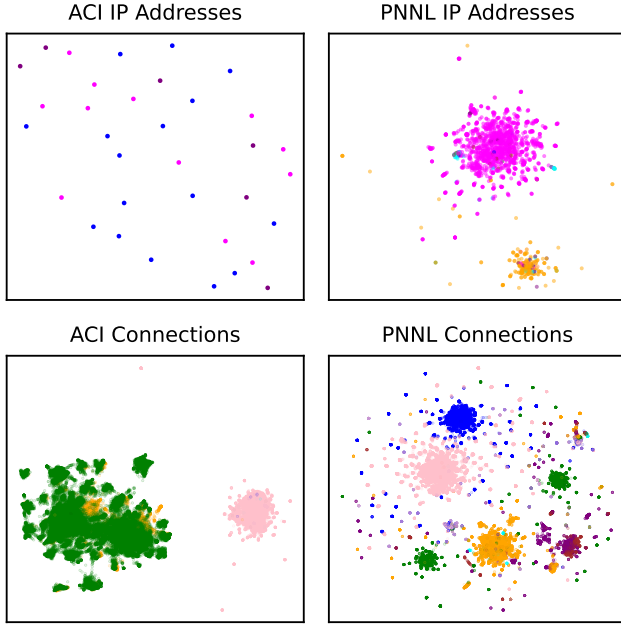 ACI IP Addresses
PNNL IP Addresses
ACI Connections
PNNL Connections